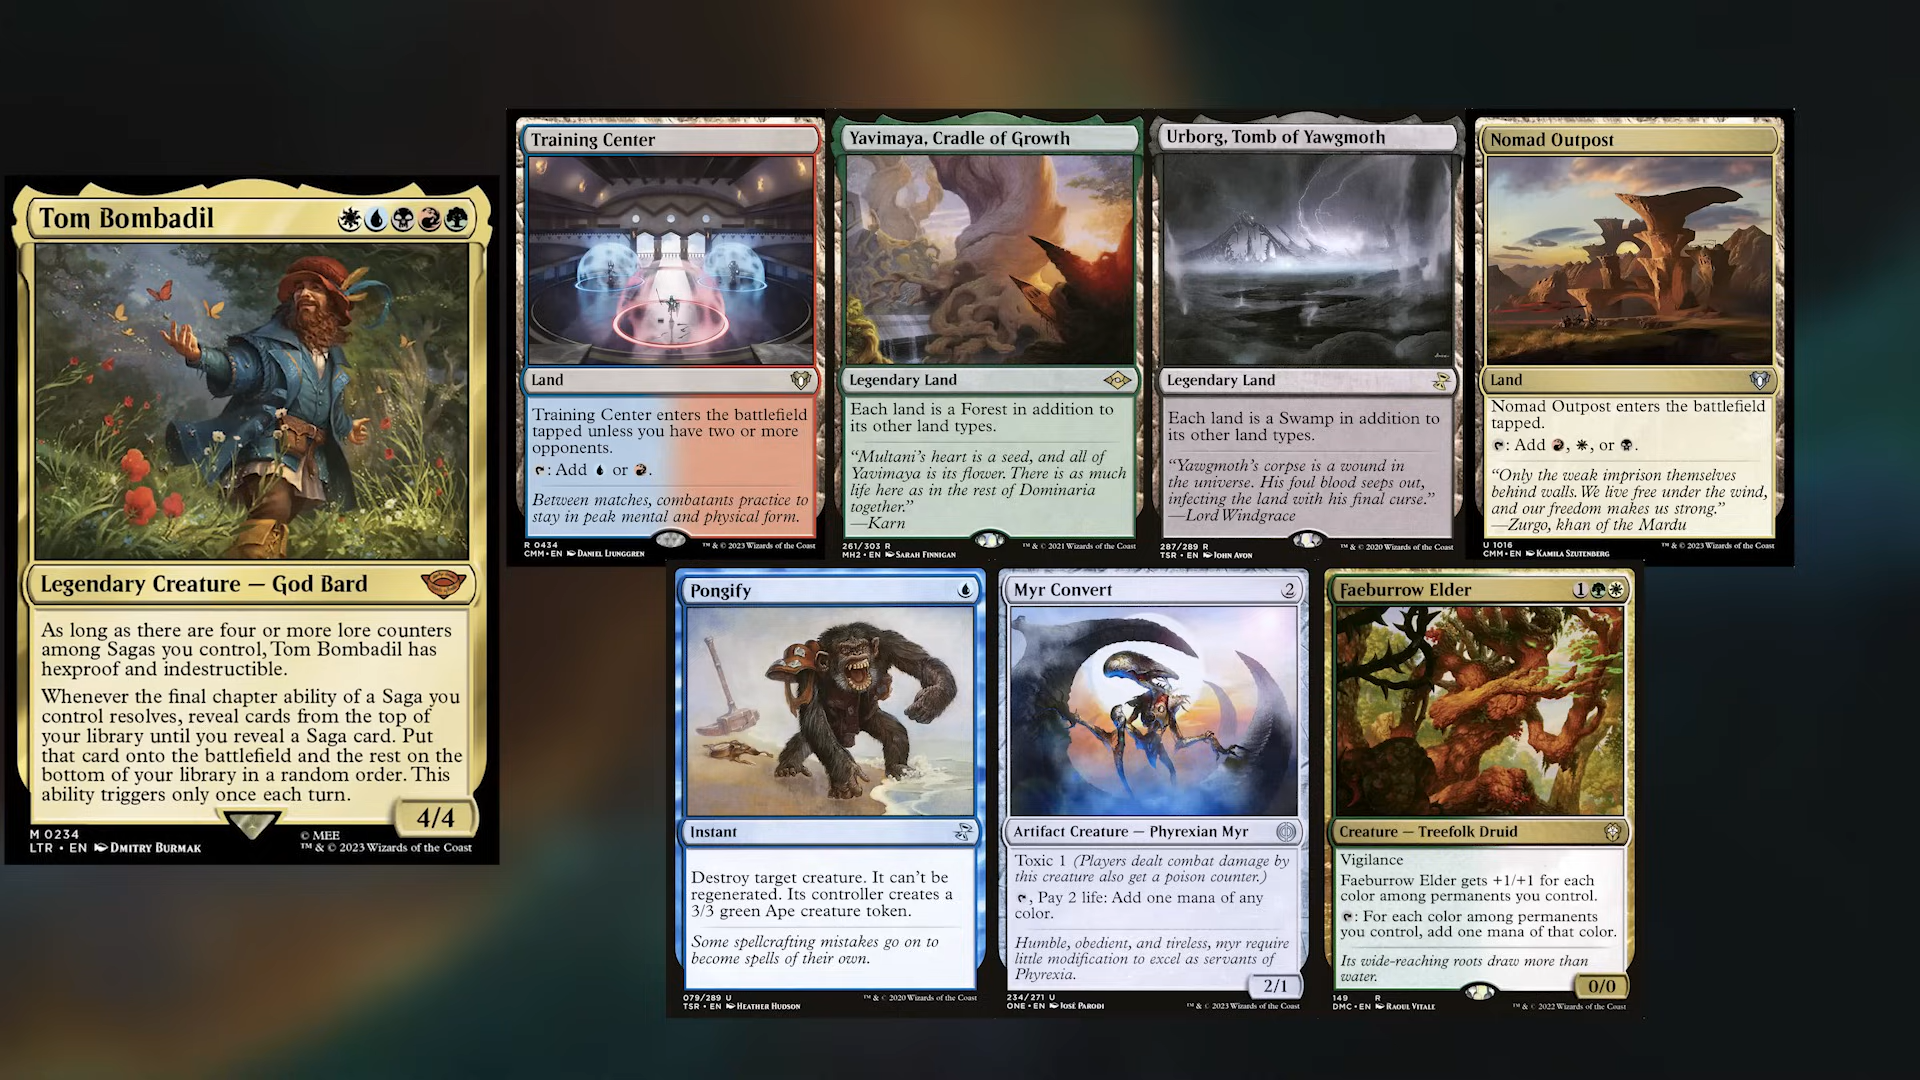 Tom Bombadil
Legendary Creature — God Bard
As long as there are four or more lore counters
among Sagas you control, Tom Bombadil has
hexproof and indestructible.
Whenever the final chapter ability of a Saga you
control resolves, reveal cards from the top of
your library until you reveal a Saga card. Put
that card onto the battlefield and the rest on the
bottom of your library in a random order. This
ability triggers only once each turn.
4/4
M 0234
LTR • EN Dmitry Burmak
© MEE
™ & © 2023 Wizards of the Coast
Training Center
Land
Training Center enters the battlefield
tapped unless you have two or more
opponents.
: Add or .
Between matches, combatants practice to
stay in peak mental and physical form.
R 0434
CMM • EN Daniel Ljunggren
™ & © 2023 Wizards of the Coast
Yavimaya, Cradle of Growth
Legendary Land
Each land is a Forest in addition to
its other land types.
“Multani’s heart is a seed, and all of
Yavimaya is its flower. There is as much
life here as in the rest of Dominaria
together.”
—Karn
261/303 R
MH2 • EN Sarah Finnigan
™ & © 2021 Wizards of the Coast
Urborg, Tomb of Yawgmoth
Legendary Land
Each land is a Swamp in addition to
its other land types.
“Yawgmoth’s corpse is a wound in
the universe. His foul blood seeps out,
infecting the land with his final curse.”
—Lord Windgrace
287/289 R
TSR • EN John Avon
™ & © 2020 Wizards of the Coast
Nomad Outpost
Land
Nomad Outpost enters the battlefield
tapped.
: Add , , or .
“Only the weak imprison themselves
behind walls. We live free under the wind,
and our freedom makes us strong.”
—Zurgo, khan of the Mardu
U 1016
CMM • EN Kamila Szutenberg
™ & © 2023 Wizards of the Coast
Pongify
Instant
Destroy target creature. It can’t be
regenerated. Its controller creates a
3/3 green Ape creature token.
Some spellcrafting mistakes go on to
become spells of their own.
079/289 U
TSR • EN Heather Hudson
™ & © 2020 Wizards of the Coast
Myr Convert 2
Artifact Creature — Phyrexian Myr
Toxic 1 (Players dealt combat damage by
this creature also get a poison counter.)
, Pay 2 life: Add one mana of any
color.
Humble, obedient, and tireless, myr require
little modification to excel as servants of
Phyrexia.
2/1
234/271 U
ONE • EN José Parodi
™ & © 2023 Wizards of the Coast
Faeburrow Elder 1
Creature — Treefolk Druid
Vigilance
Faeburrow Elder gets +1/+1 for each
color among permanents you control.
: For each color among permanents
you control, add one mana of that color.
Its wide-reaching roots draw more than
water.
0/0
149 R
DMC • EN Raoul Vitale
™ & © 2022 Wizards of the Coast